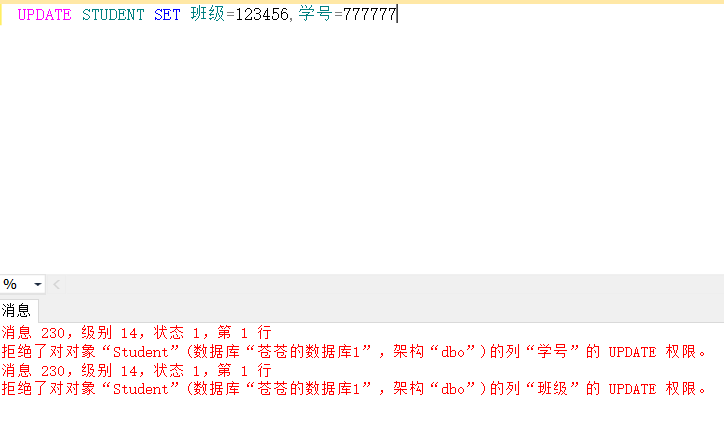 UPDATE STUDENT SET 班级=123456,学号=777777
%
消息
消息 230，级别 14，状态 1，第 1 行
拒绝了对对象“Student”(数据库“苍苍的数据库1”，架构“dbo”)的列“学号”的 UPDATE 权限。
消息 230，级别 14，状态 1，第 1 行
拒绝了对对象“Student”(数据库“苍苍的数据库1”，架构“dbo”)的列“班级”的 UPDATE 权限。